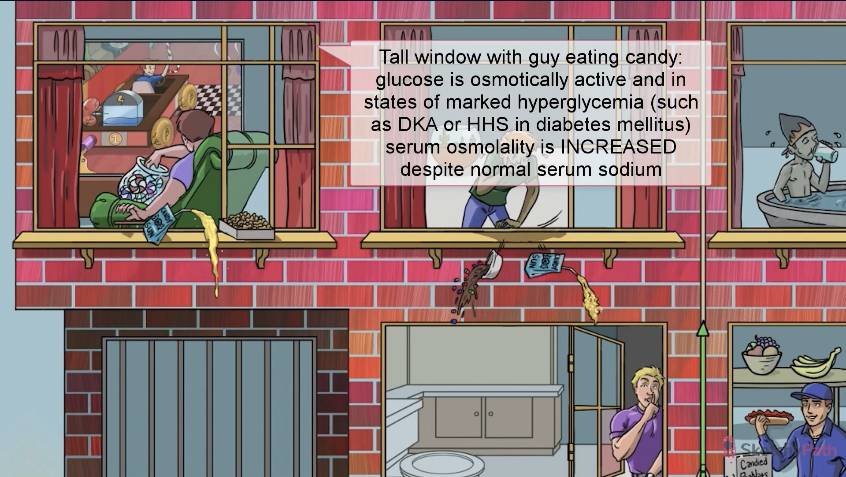 Tall window with guy eating candy:
glucose is osmotically active and in
states of marked hyperglycemia (such
as DKA or HHS in diabetes mellitus)
serum osmolality is INCREASED
despite normal serum sodium
Candied